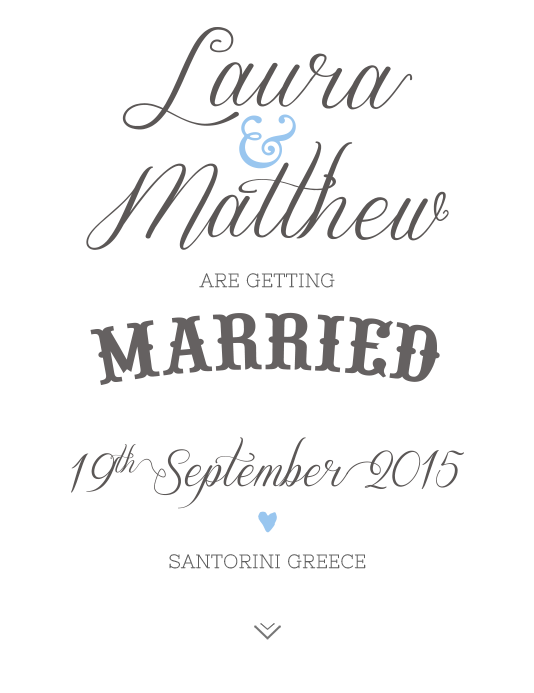 Laura
&
Matthew
ARE GETTING
MARRIED
19th September 2015
SANTORINI GREECE